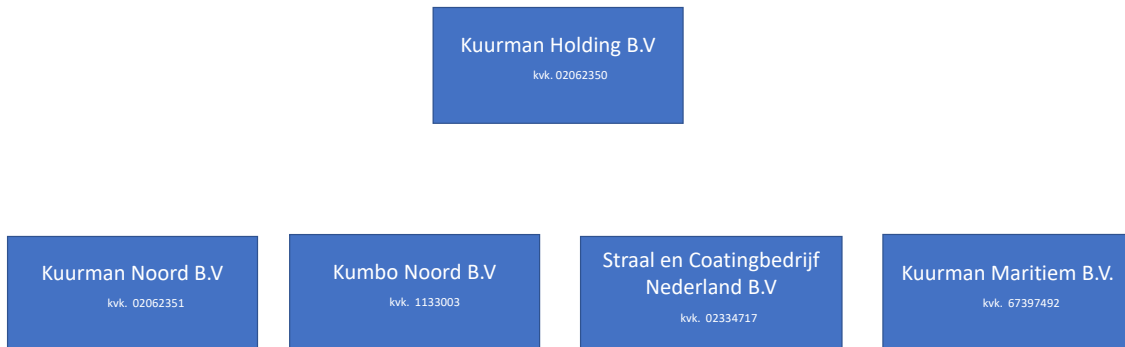 Kuurman Holding B.V
kvk. 02062350
Kuurman Noord B.V
kvk. 02062351
Kumbo Noord B.V
kvk. 1133003
Straal en Coatingbedrijf
Nederland B.V
kvk. 02334717
Kuurman Maritiem B.V.
kvk. 67397492